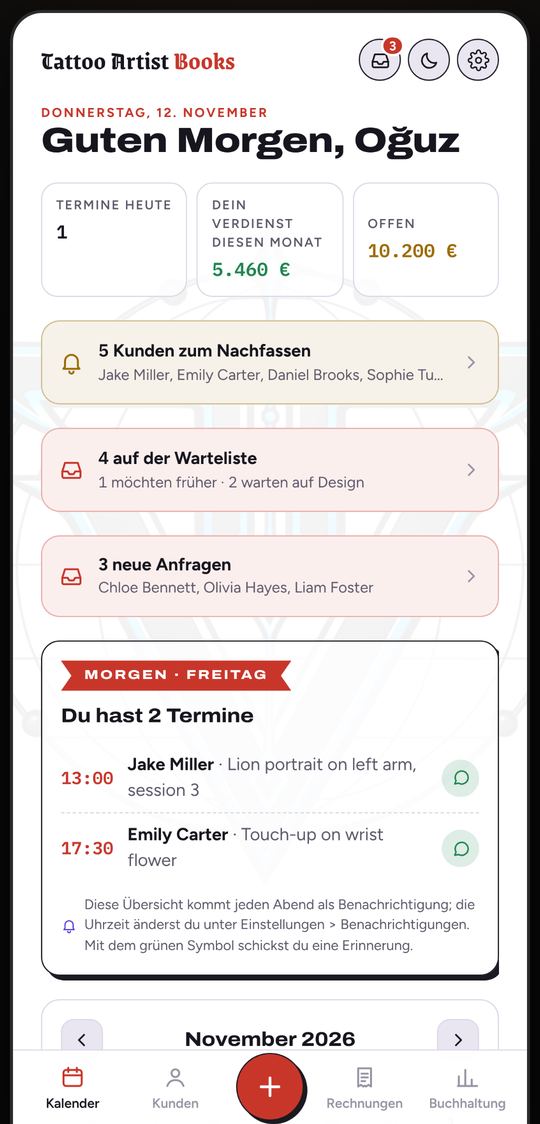 Tattoo Artist Books
3
DONNERSTAG, 12. NOVEMBER
Guten Morgen, Oğuz
TERMINE HEUTE
1
DEIN
VERDIENST
DIESEN MONAT
5.460 €
OFFEN
10.200 €
5 Kunden zum Nachfassen
Jake Miller, Emily Carter, Daniel Brooks, Sophie Tu...
4 auf der Warteliste
1 möchten früher · 2 warten auf Design
3 neue Anfragen
Chloe Bennett, Olivia Hayes, Liam Foster
MORGEN · FREITAG
Du hast 2 Termine
13:00 Jake Miller · Lion portrait on left arm,
session 3
17:30 Emily Carter · Touch-up on wrist
flower
Diese Übersicht kommt jeden Abend als Benachrichtigung; die
Uhrzeit änderst du unter Einstellungen > Benachrichtigungen.
Mit dem grünen Symbol schickst du eine Erinnerung.
November 2026
Kalender
Kunden
Rechnungen
Buchhaltung